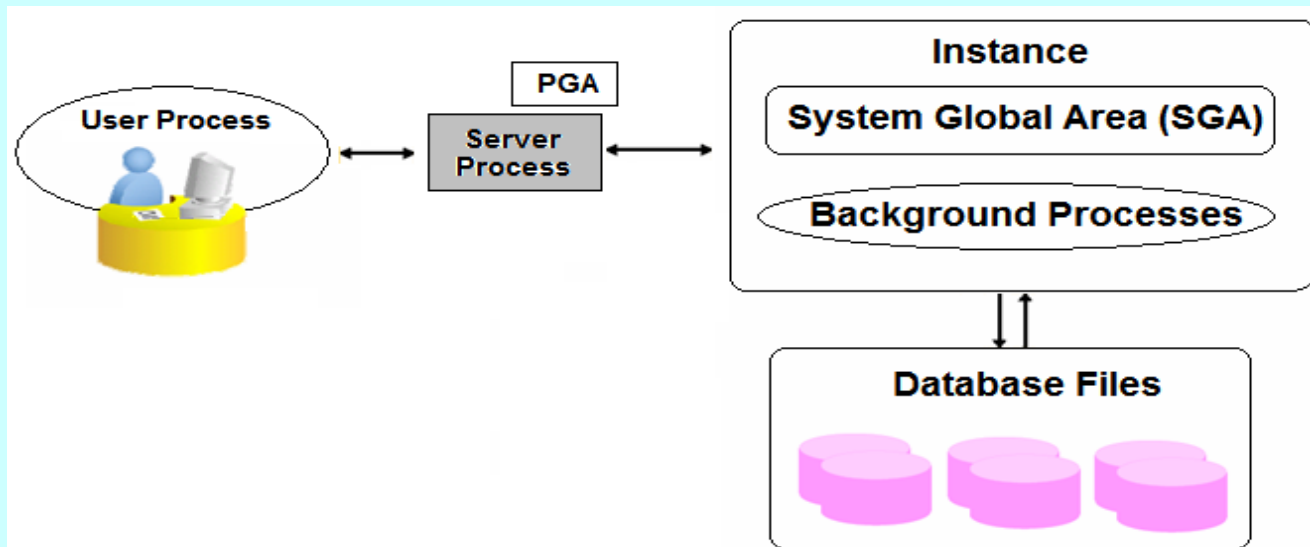 User Process
PGA
Server
Process
Instance
System Global Area (SGA)
Background Processes
Database Files